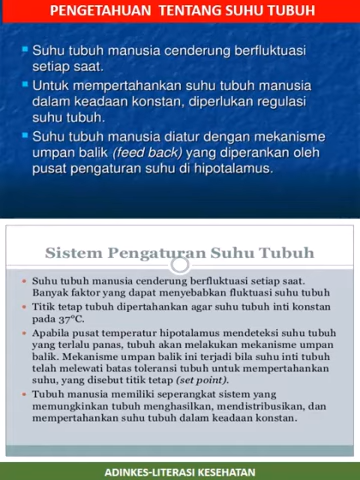 PENGETAHUAN TENTANG SUHU TUBUH
Suhu tubuh manusia cenderung berfluktuasi
setiap saat.
Untuk mempertahankan suhu tubuh manusia
dalam keadaan konstan, diperlukan regulasi
suhu tubuh.
Suhu tubuh manusia diatur dengan mekanisme
umpan balik (feed back) yang diperankan oleh
pusat pengaturan suhu di hipotalamus.
Sistem Pengaturan Suhu Tubuh
Suhu tubuh manusia cenderung berfluktuasi setiap saat.
Banyak faktor yang dapat menyebabkan fluktuasi suhu tubuh
Titik tetap tubuh dipertahankan agar suhu tubuh inti konstan
pada 37°C.
Apabila pusat temperatur hipotalamus mendeteksi suhu tubuh
yang terlalu panas, tubuh akan melakukan mekanisme umpan
balik. Mekanisme umpan balik ini terjadi bila suhu inti tubuh
telah melewati batas toleransi tubuh untuk mempertahankan
suhu, yang disebut titik tetap (set point).
Tubuh manusia memiliki seperangkat sistem yang
memungkinkan tubuh menghasilkan, mendistribusikan, dan
mempertahankan suhu tubuh dalam keadaan konstan.
ADINKES-LITERASI KESEHATAN